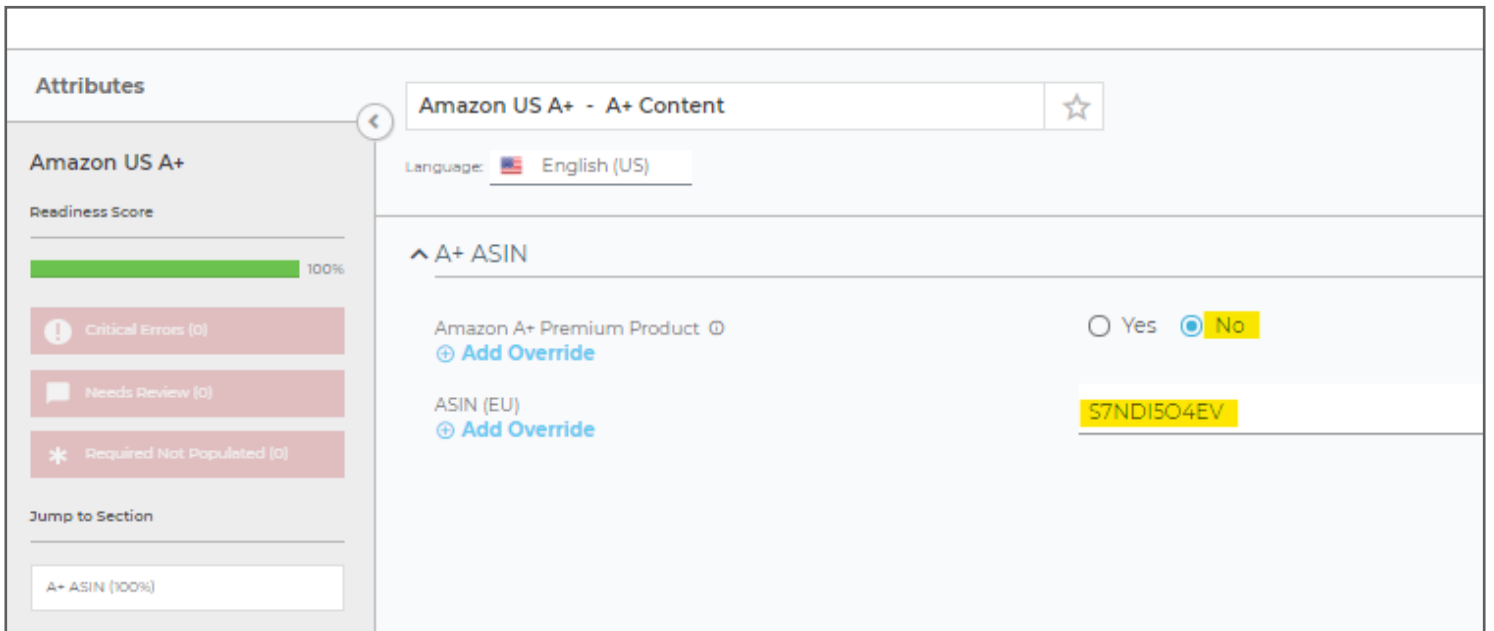 Attributes
Amazon US A+
Readiness Score
100%
Critical Errors (0)
Needs Review (0)
Required Not Populated (0)
Jump to Section
A+ ASIN (100%)
Amazon US A+ - A+ Content
Language: English (US)
A+ ASIN
Amazon A+ Premium Product
Add Override
Yes No
ASIN (EU)
Add Override
S7NDI5O4EV